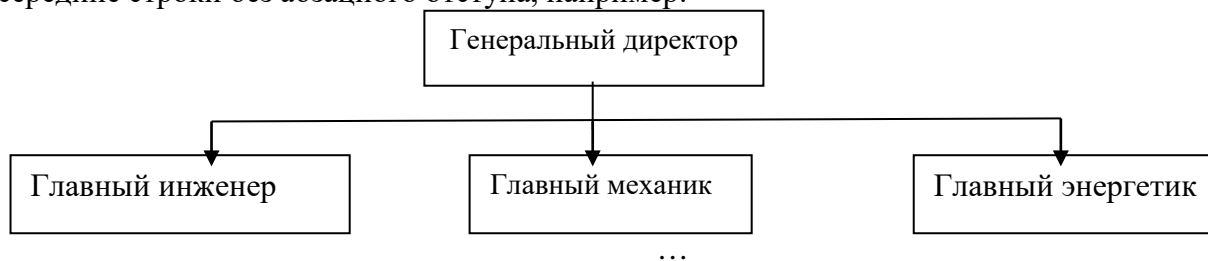 середине строки без абзацного отступа, например:
Генеральный директор
Главный инженер
Главный механик
Главный энергетик
…